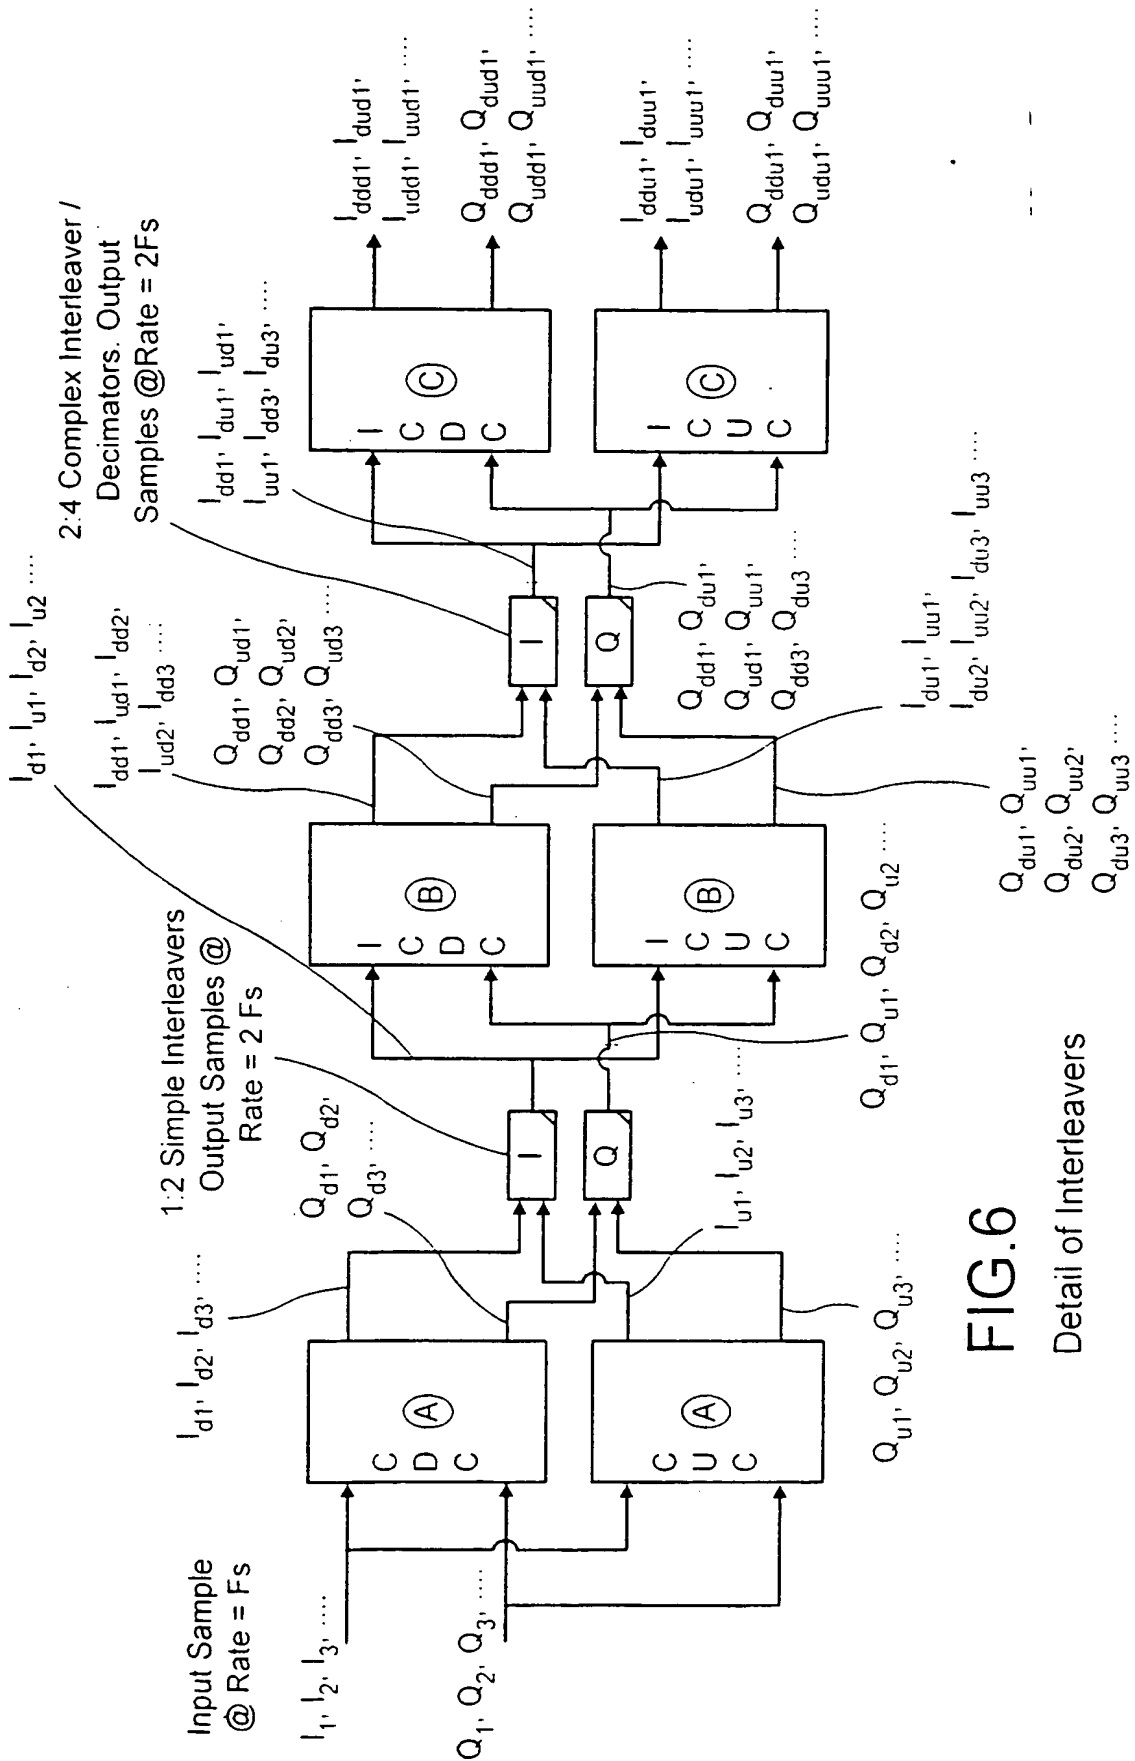 Input Sample
@ Rate = Fs
I1, I2, I3, ....
Q1, Q2, Q3, ....
C
D
C
A
C
U
C
A
Id1, Id2, Id3, .....
Qd1, Qd2,
Qd3, ....
Iu1, Iu2, Iu3, ....
Qu1, Qu2, Qu3, ....
1:2 Simple Interleavers
Output Samples @
Rate = 2 Fs
I
Q
Id1, Iu1, Id2, Iu2 .....
Qd1, Qu1, Qd2, Qu2 ....
I
C
D
C
B
I
C
U
C
B
Idd1, Iud1, Idd2,
Iud2, Idd3 ....
Qdd1, Qud1,
Qdd2, Qud2,
Qdd3, Qud3 ....
Idu1, Iuu1,
Idu2, Iuu2, Idu3, Iuu3 ....
Qdu1, Quu1,
Qdu2, Quu2,
Qdu3, Quu3 ....
2:4 Complex Interleaver /
Decimators. Output
Samples @Rate = 2Fs
I
Q
Idd1, Idu1, Iud1,
Iuu1, Idd3, Idu3, ....
Qdd1, Qdu1,
Qud1, Quu1,
Qdd3, Qdu3 ....
I
C
D
C
C
I
C
U
C
C
Iddd1, Idud1,
Iudd1, Iuud1, ....
Qddd1, Qdud1,
Qudd1, Quud1, ....
Iddu1, Iduu1,
Iudu1, Iuuu1, ....
Qddu1, Qduu1,
Qudu1, Quuu1, ....
FIG.6
Detail of Interleavers